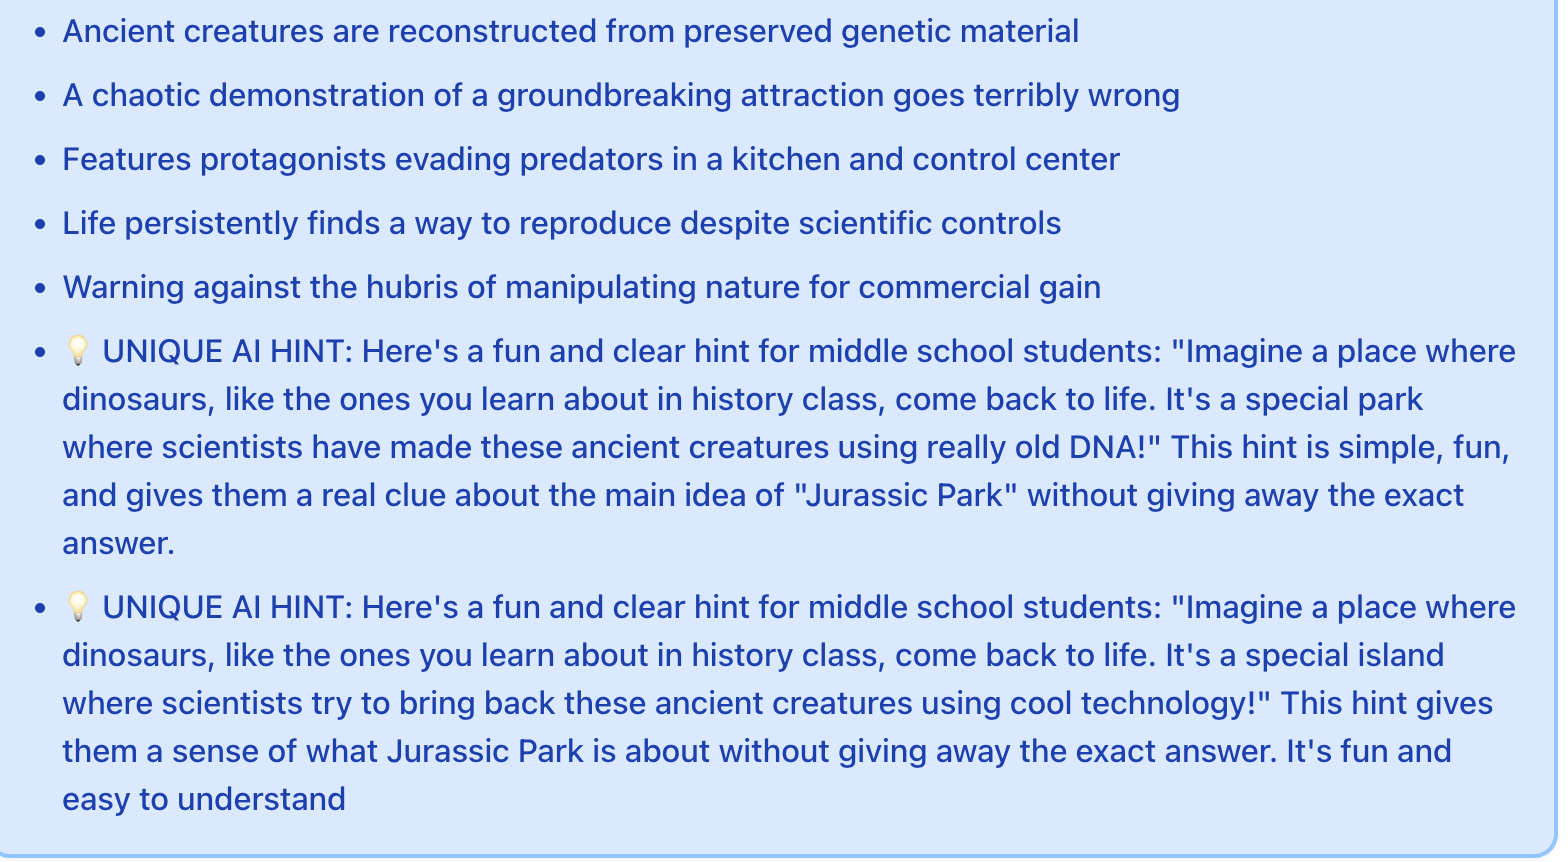 • Ancient creatures are reconstructed from preserved genetic material
• A chaotic demonstration of a groundbreaking attraction goes terribly wrong
• Features protagonists evading predators in a kitchen and control center
• Life persistently finds a way to reproduce despite scientific controls
• Warning against the hubris of manipulating nature for commercial gain
• 💡 UNIQUE AI HINT: Here's a fun and clear hint for middle school students: "Imagine a place where
dinosaurs, like the ones you learn about in history class, come back to life. It's a special park
where scientists have made these ancient creatures using really old DNA!" This hint is simple, fun,
and gives them a real clue about the main idea of "Jurassic Park" without giving away the exact
answer.
• 💡 UNIQUE AI HINT: Here's a fun and clear hint for middle school students: "Imagine a place where
dinosaurs, like the ones you learn about in history class, come back to life. It's a special island
where scientists try to bring back these ancient creatures using cool technology!" This hint gives
them a sense of what Jurassic Park is about without giving away the exact answer. It's fun and
easy to understand